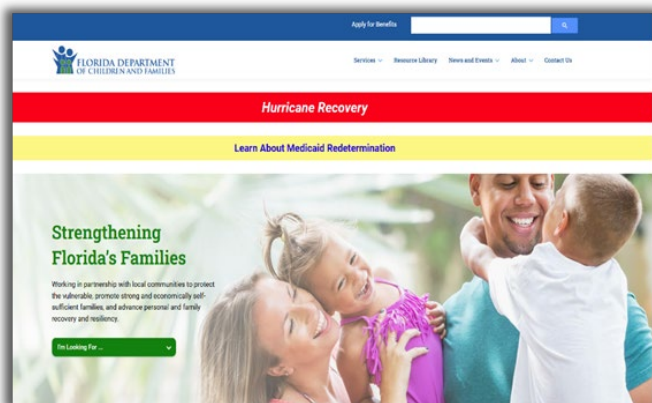 Apply for Benefits
FLORIDA DEPARTMENT
OF CHILDREN AND FAMILIES
Services
Resource Library
News and Events
About
Contact Us
Hurricane Recovery
Learn About Medicaid Redetermination
Strengthening
Florida's Families
Working in partnership with local communities to protect
the vulnerable, promote strong and economically self-
sufficient families, and advance personal and family
recovery and resiliency.
I'm Looking For ...